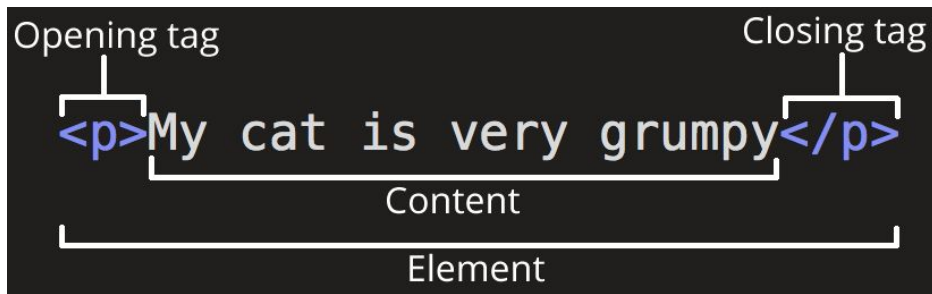 Opening tag
Closing tag
<p>My cat is very grumpy</p>
Content
Element